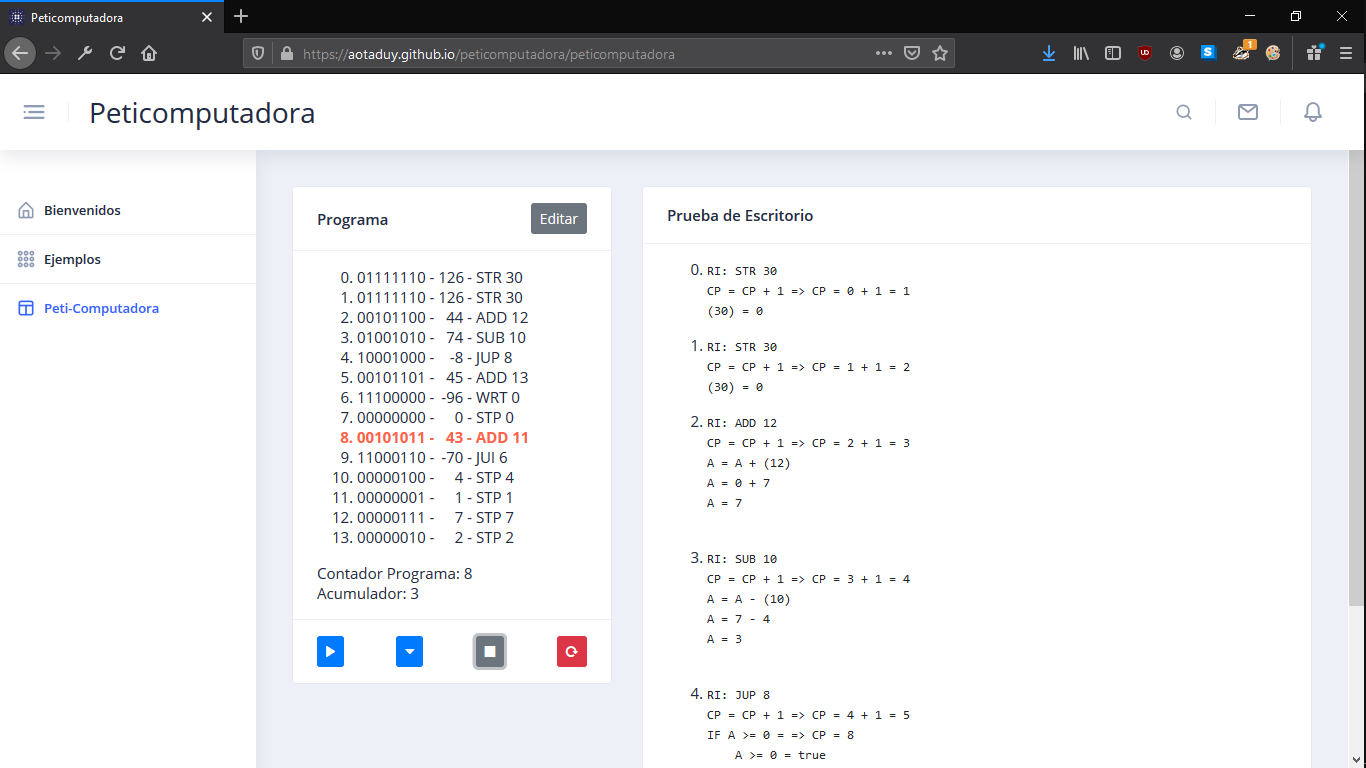 Peticomputadora
https://aotaduy.github.io/peticomputadora/peticomputadora
1
Peticomputadora
Bienvenidos
Ejemplos
Peti-Computadora
Programa
Editar
0. 01111110 - 126 - STR 30
1. 01111110 - 126 - STR 30
2. 00101100 - 44 - ADD 12
3. 01001010 - 74 - SUB 10
4. 10001000 - -8 - JUP 8
5. 00101101 - 45 - ADD 13
6. 11100000 - -96 - WRT 0
7. 00000000 - 0 - STP 0
8. 00101011 - 43 - ADD 11
9. 11000110 - -70 - JUI 6
10. 00000100 - 4 - STP 4
11. 00000001 - 1 - STP 1
12. 00000111 - 7 - STP 7
13. 00000010 - 2 - STP 2
Contador Programa: 8
Acumulador: 3
Prueba de Escritorio
0. RI: STR 30
CP = CP + 1 => CP = 0 + 1 = 1
(30) = 0
1. RI: STR 30
CP = CP + 1 => CP = 1 + 1 = 2
(30) = 0
2. RI: ADD 12
CP = CP + 1 => CP = 2 + 1 = 3
A = A + (12)
A = 0 + 7
A = 7
3. RI: SUB 10
CP = CP + 1 => CP = 3 + 1 = 4
A = A - (10)
A = 7 - 4
A = 3
4. RI: JUP 8
CP = CP + 1 => CP = 4 + 1 = 5
IF A >= 0 = => CP = 8
A >= 0 = true